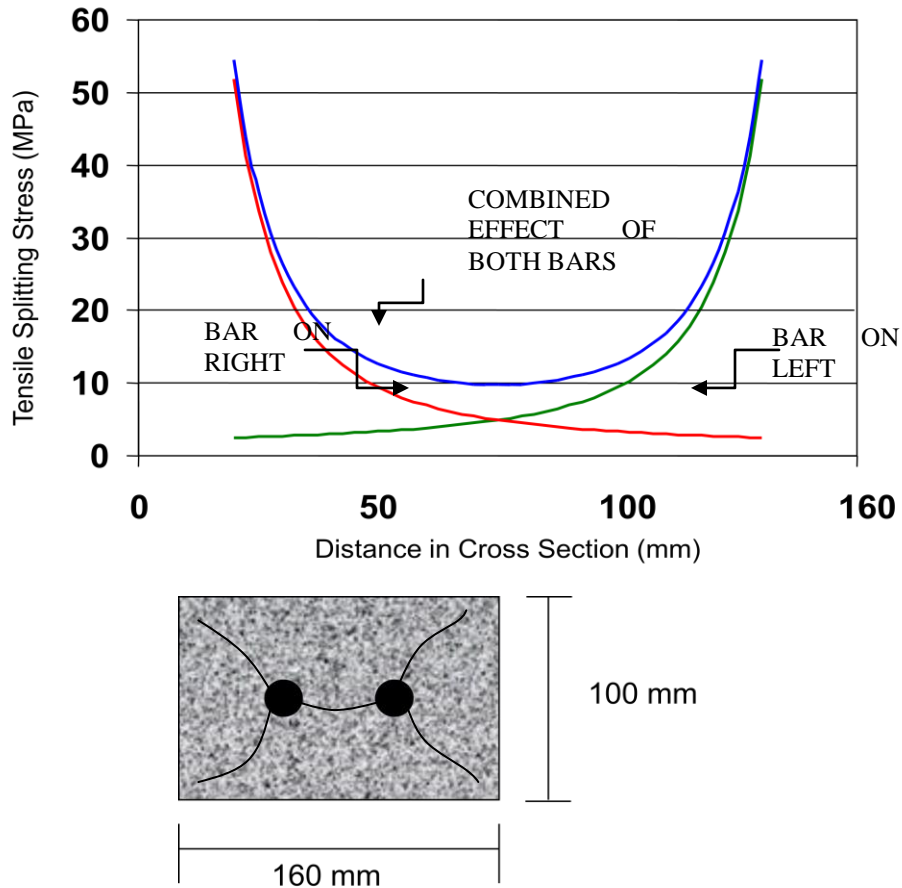 60
50
40
30
20
10
0
Tensile Splitting Stress (MPa)
COMBINED
EFFECT OF
BOTH BARS
BAR ON
RIGHT
BAR ON
LEFT
0 50 100 160
Distance in Cross Section (mm)
100 mm
160 mm